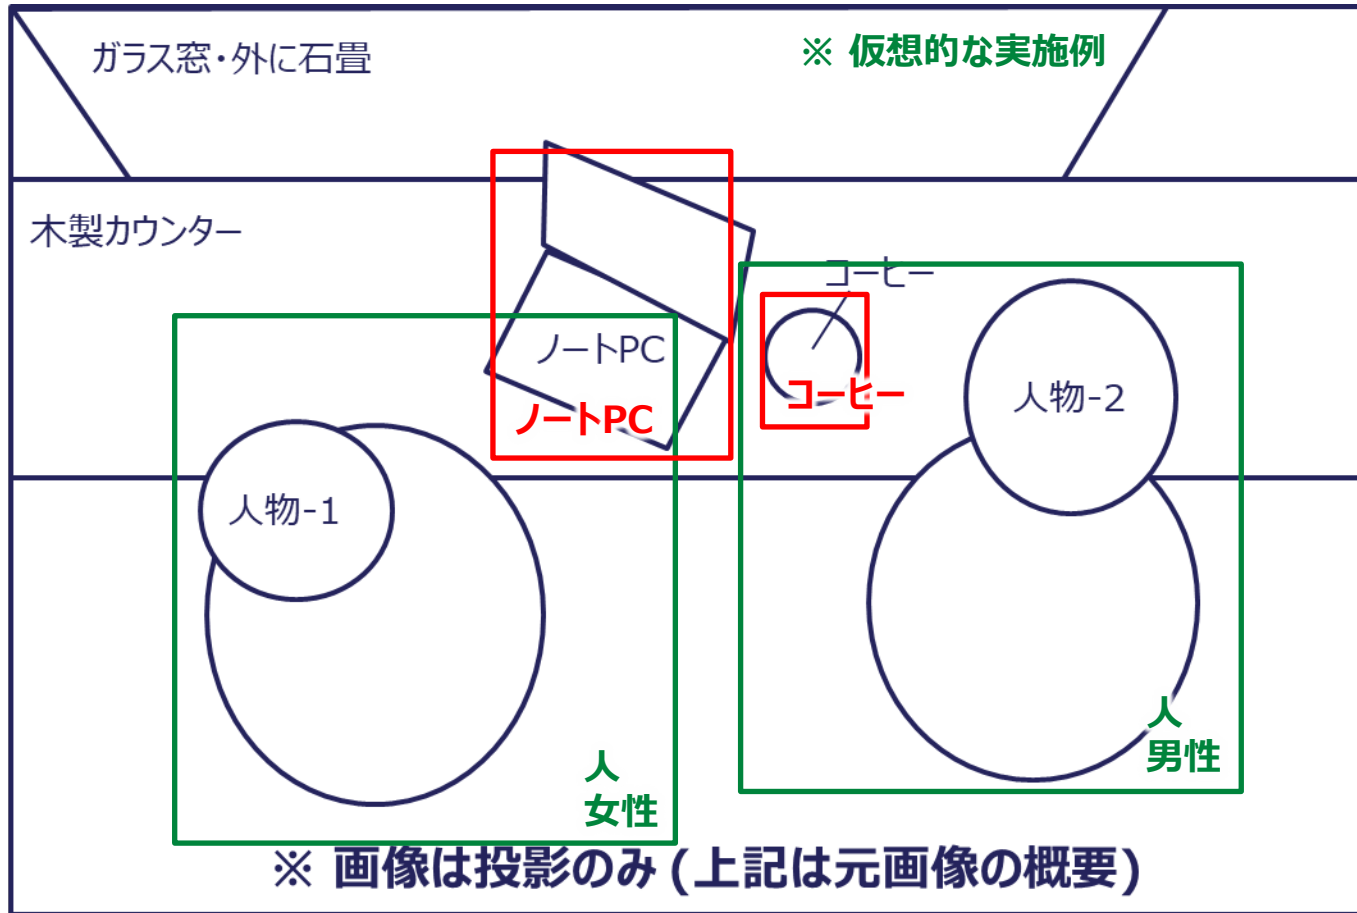 ガラス窓・外に石畳
※ 仮想的な実施例
木製カウンター
コーヒー
ノートPC
ノートPC
コーヒー
人物-2
人物-1
人
男性
人
女性
※ 画像は投影のみ (上記は元画像の概要)